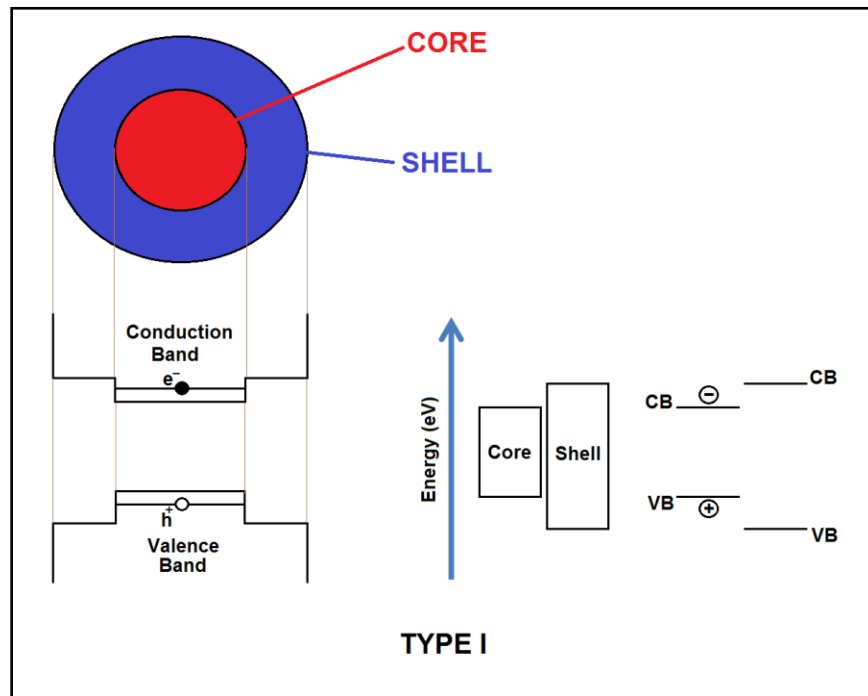 CORE
SHELL
Conduction
Band
e⁻
h⁺
Valence
Band
Energy (eV)
Core
Shell
CB
−
CB
VB
+
VB
TYPE I